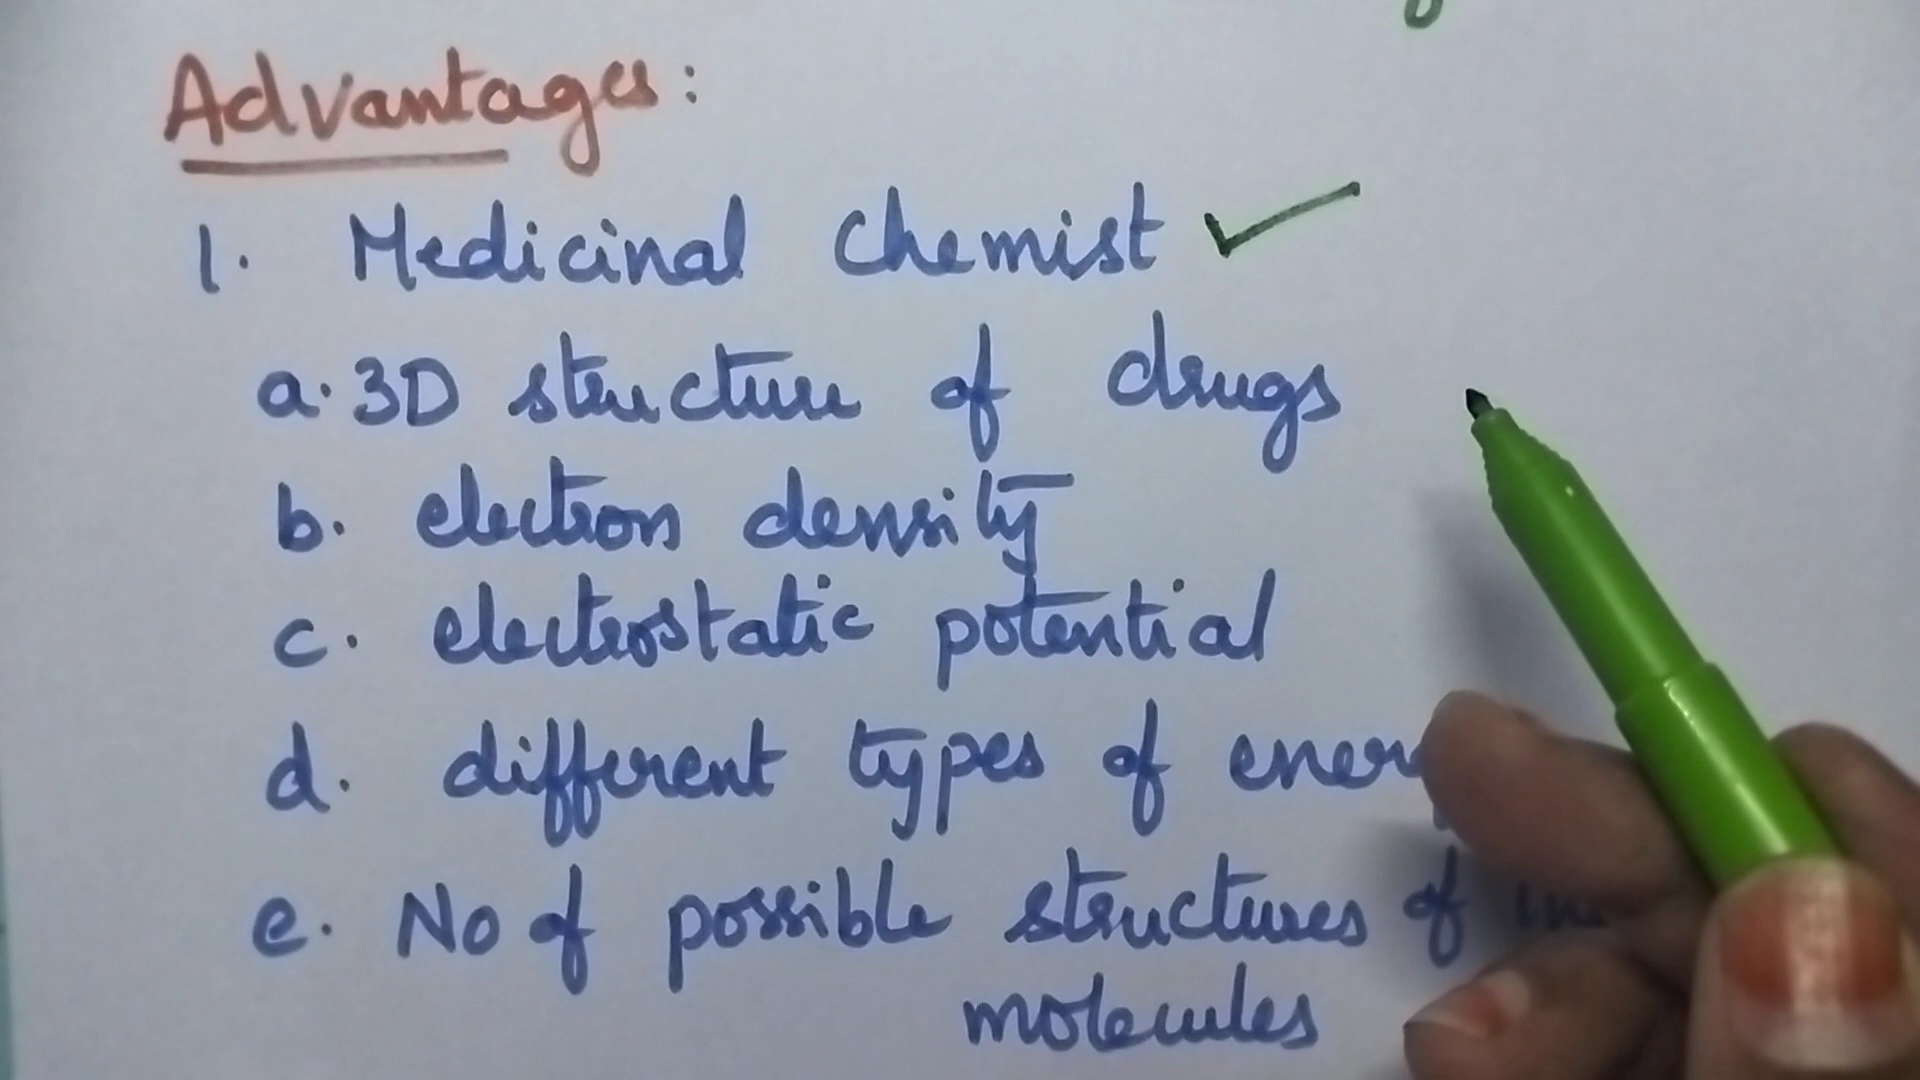 Advantages:
1. Medicinal chemist ✓
a. 3D structure of drugs
b. electron density
c. electrostatic potential
d. different types of
e. No of possible structures of
molecules